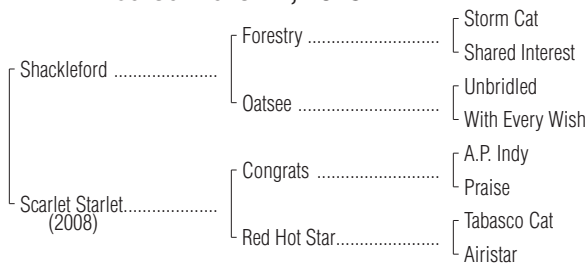 Storm Cat
Forestry ........................
Shared Interest
Shackleford ...................
Unbridled
Oatsee ..........................
With Every Wish
A.P. Indy
Congrats ......................
Praise
Scarlet Starlet.................
(2008)
Tabasco Cat
Red Hot Star...................
Airistar